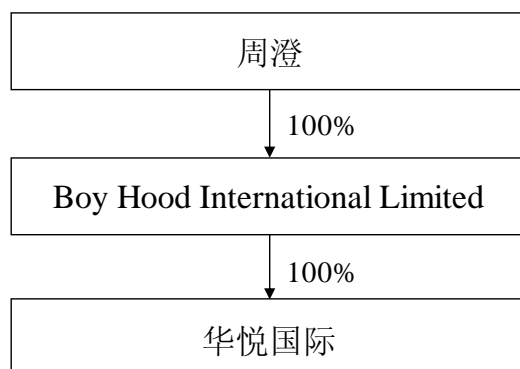 周澄
100%
Boy Hood International Limited
100%
华悦国际